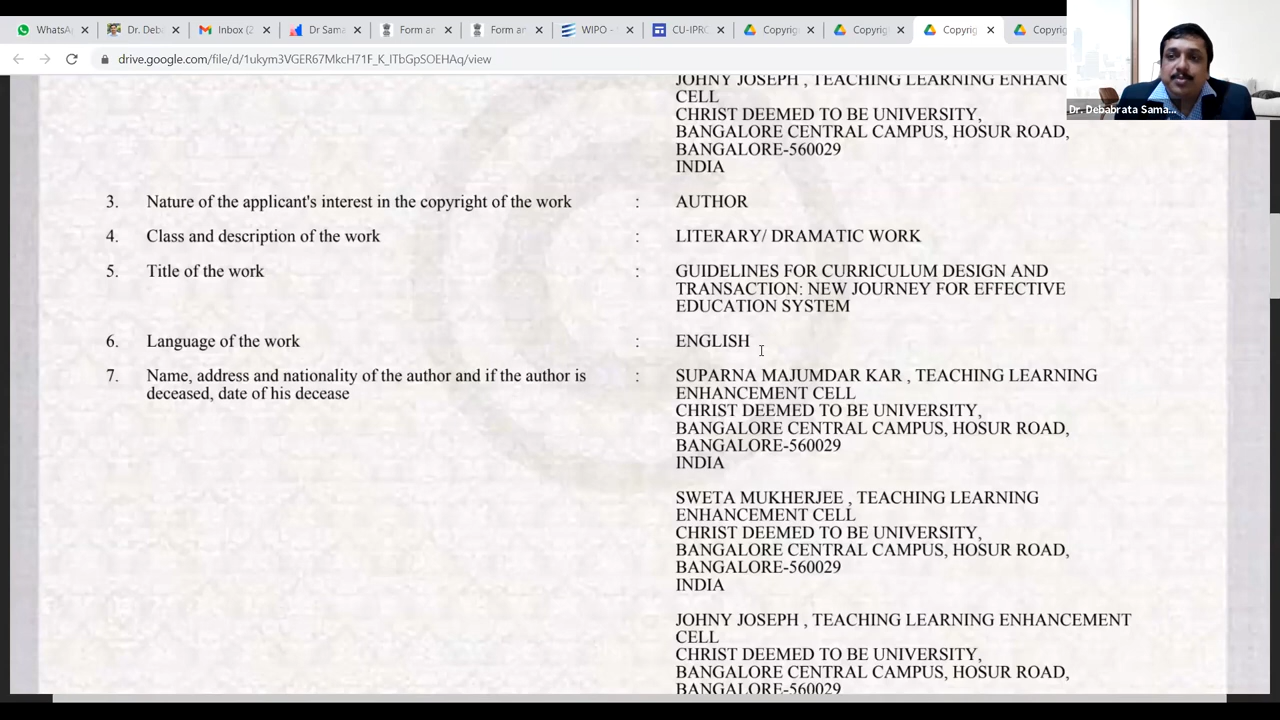 WhatsA
Dr. Deb
Inbox (2
Dr Sama
Form ar
Form ar
WIPO -
CU-IPRC
Copyrig
Copyrig
Copyrig
Copyrig
drive.google.com/file/d/1ukym3VGER67MkcH71F_K_ITbGpSOEHAq/view
Dr. Debabrata Sama...
JOHNY JOSEPH , TEACHING LEARNING ENHANC
CELL
CHRIST DEEMED TO BE UNIVERSITY,
BANGALORE CENTRAL CAMPUS, HOSUR ROAD,
BANGALORE-560029
INDIA
3. Nature of the applicant's interest in the copyright of the work : AUTHOR
4. Class and description of the work : LITERARY/ DRAMATIC WORK
5. Title of the work : GUIDELINES FOR CURRICULUM DESIGN AND
TRANSACTION: NEW JOURNEY FOR EFFECTIVE
EDUCATION SYSTEM
6. Language of the work : ENGLISH
7. Name, address and nationality of the author and if the author is : SUPARNA MAJUMDAR KAR , TEACHING LEARNING
deceased, date of his decease ENHANCEMENT CELL
CHRIST DEEMED TO BE UNIVERSITY,
BANGALORE CENTRAL CAMPUS, HOSUR ROAD,
BANGALORE-560029
INDIA
SWETA MUKHERJEE , TEACHING LEARNING
ENHANCEMENT CELL
CHRIST DEEMED TO BE UNIVERSITY,
BANGALORE CENTRAL CAMPUS, HOSUR ROAD,
BANGALORE-560029
INDIA
JOHNY JOSEPH , TEACHING LEARNING ENHANCEMENT
CELL
CHRIST DEEMED TO BE UNIVERSITY,
BANGALORE CENTRAL CAMPUS, HOSUR ROAD,
BANGALORE-560029